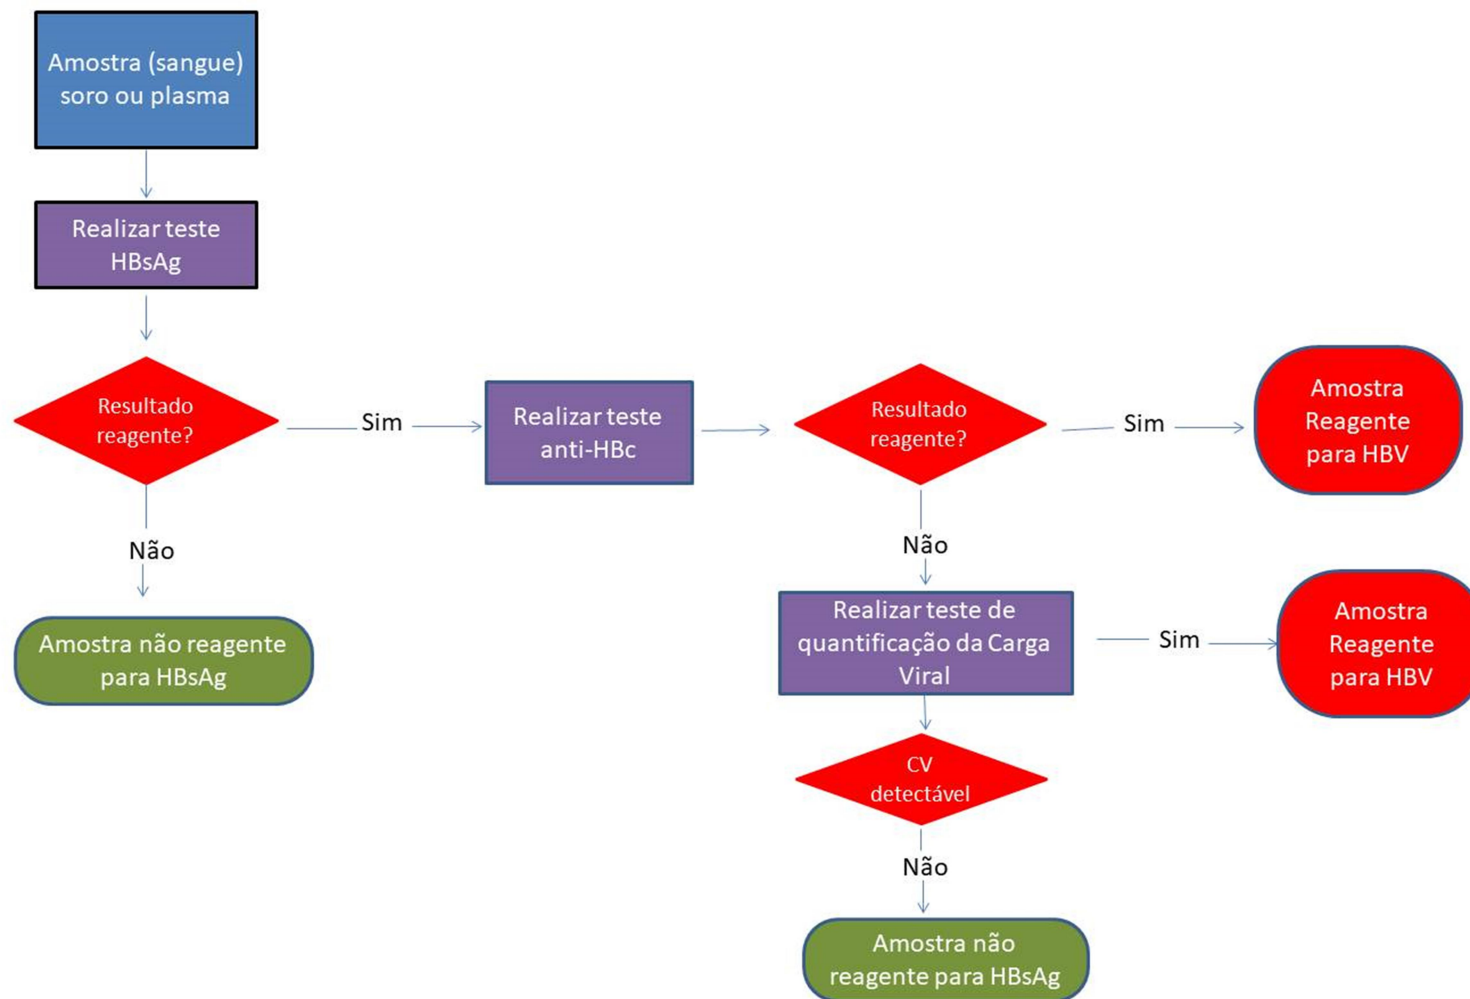 Amostra (sangue)
soro ou plasma
Realizar teste
HBsAg
Resultado
reagente?
Sim
Realizar teste
anti-HBc
Resultado
reagente?
Sim
Amostra
Reagente
para HBV
Não
Amostra não reagente
para HBsAg
Não
Realizar teste de
quantificação da Carga
Viral
Sim
Amostra
Reagente
para HBV
CV
detectável
Não
Amostra não
reagente para HBsAg